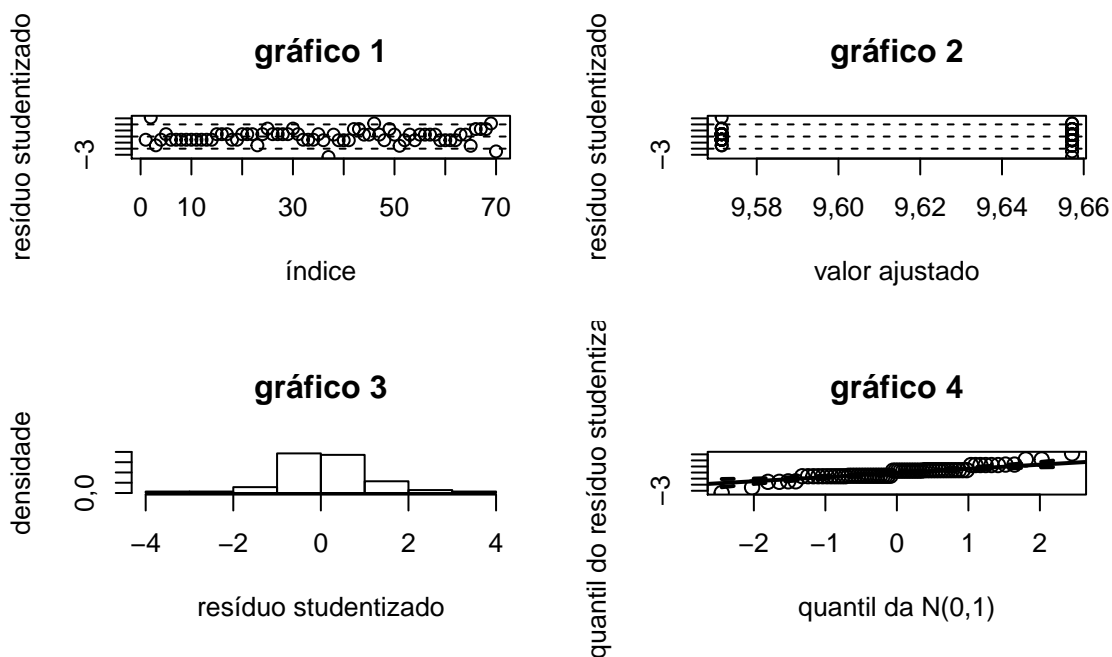 gráfico 1
resíduo studentizado
−3
0 10 30 50 70
índice
gráfico 2
resíduo studentizado
−3
9,58 9,60 9,62 9,64 9,66
valor ajustado
gráfico 3
densidade
0,0
−4 −2 0 2 4
resíduo studentizado
gráfico 4
quantil do resíduo studentiza
−3
−2 −1 0 1 2
quantil da N(0,1)